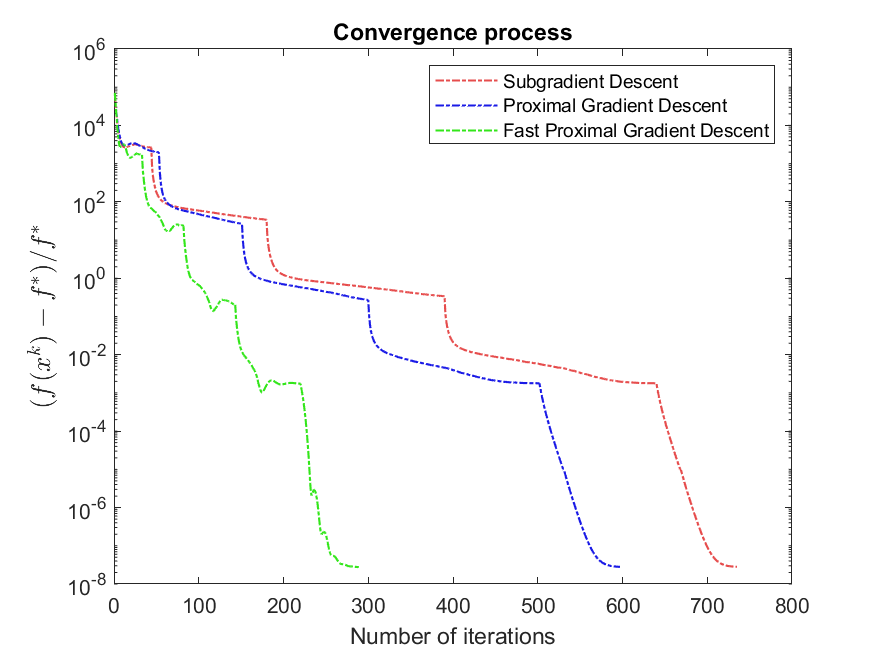 Convergence process
Subgradient Descent
Proximal Gradient Descent
Fast Proximal Gradient Descent
10^6
10^4
10^2
10^0
10^-2
10^-4
10^-6
10^-8
(f(x^k) − f*)/f*
0 100 200 300 400 500 600 700 800
Number of iterations